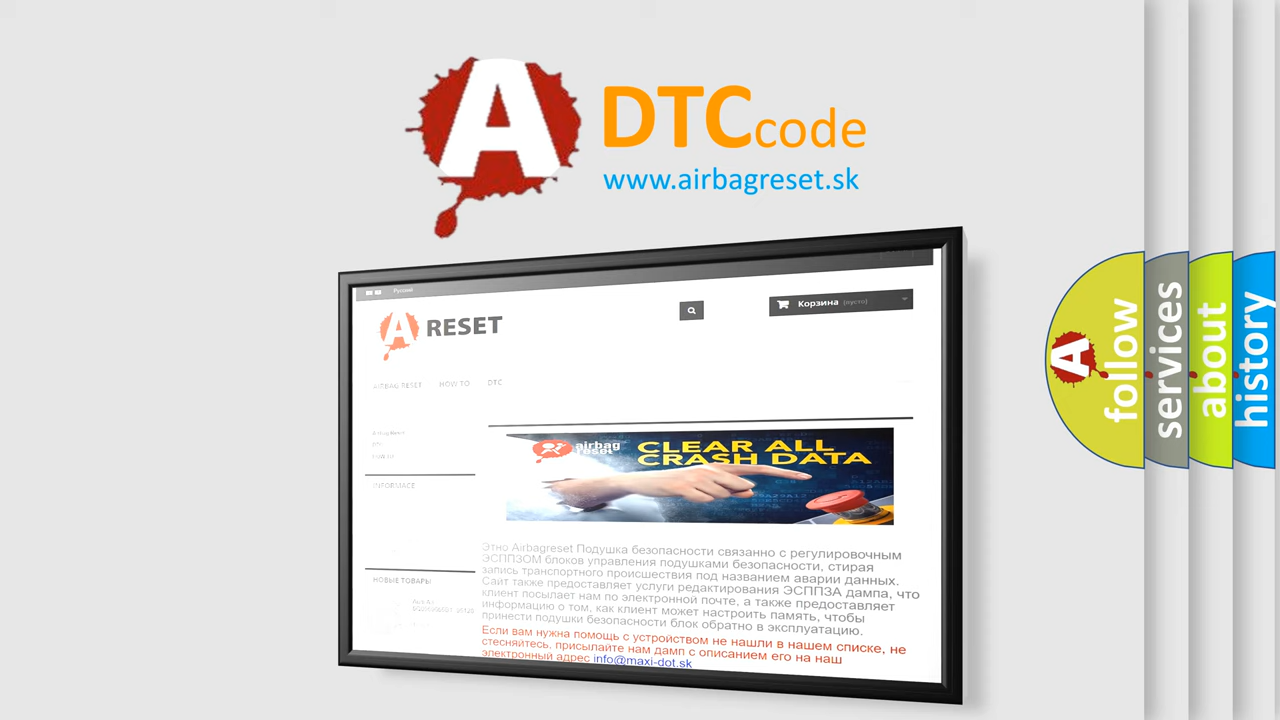 A
DTCcode
www.airbagreset.sk
Русский
Корзина (пусто)
A RESET
AIRBAG RESET HOW TO DTC
Airbag Reset
DTC
INFORMACE
CLEAR ALL
CRASH DATA
airbag
reset
НОВЫЕ ТОВАРЫ
Этно Airbagreset Подушка безопасности связанно с регулировочным
ЭСППЗОМ блоков управления подушками безопасности, стирая
запись транспортного происшествия под названием аварии данных.
Сайт также предоставляет услуги редактирования ЭСППЗА дампа, что
клиент посылает нам по электронной почте, а также предоставляет
информацию о том, как клиент может настроить память, чтобы
принести подушки безопасности блок обратно в эксплуатацию.
Если вам нужна помощь с устройством не нашли в нашем списке, не
стесняйтесь, присылайте нам дамп с описанием его на наш
электронный адрес info@maxi-dot.sk
A
follow
services
about
history